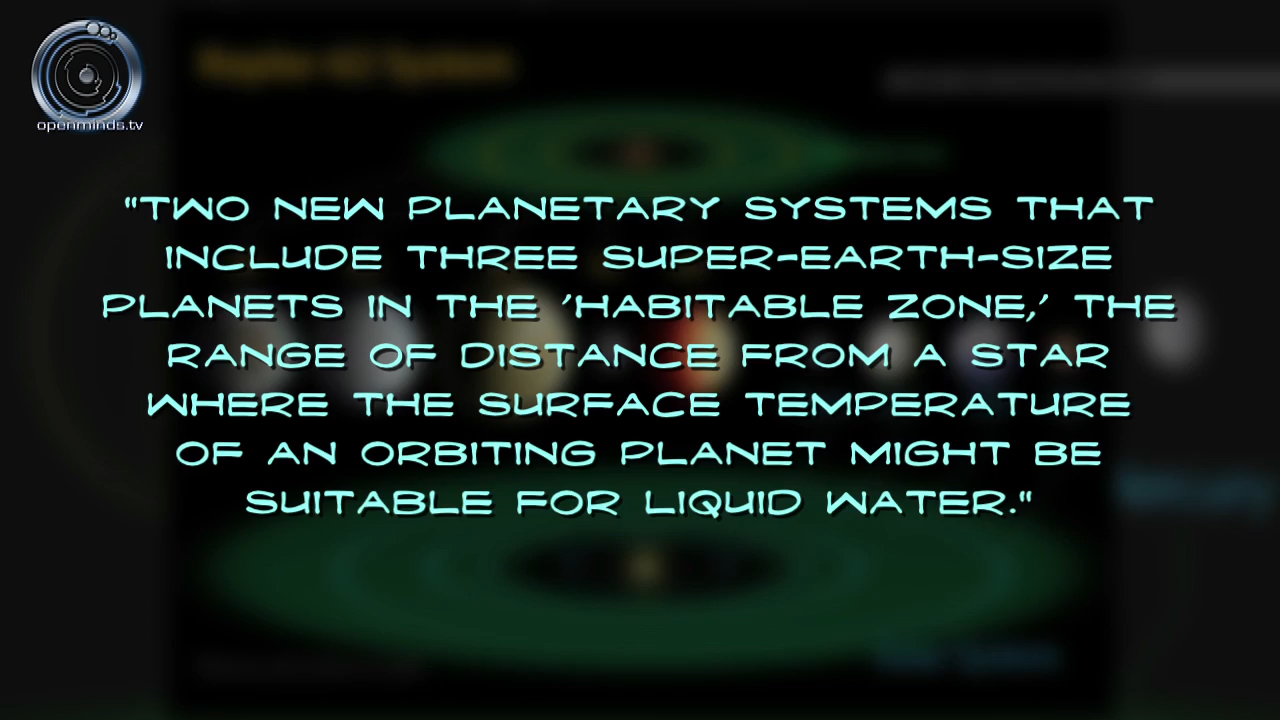 openminds.tv
"TWO NEW PLANETARY SYSTEMS THAT
INCLUDE THREE SUPER-EARTH-SIZE
PLANETS IN THE 'HABITABLE ZONE,' THE
RANGE OF DISTANCE FROM A STAR
WHERE THE SURFACE TEMPERATURE
OF AN ORBITING PLANET MIGHT BE
SUITABLE FOR LIQUID WATER."